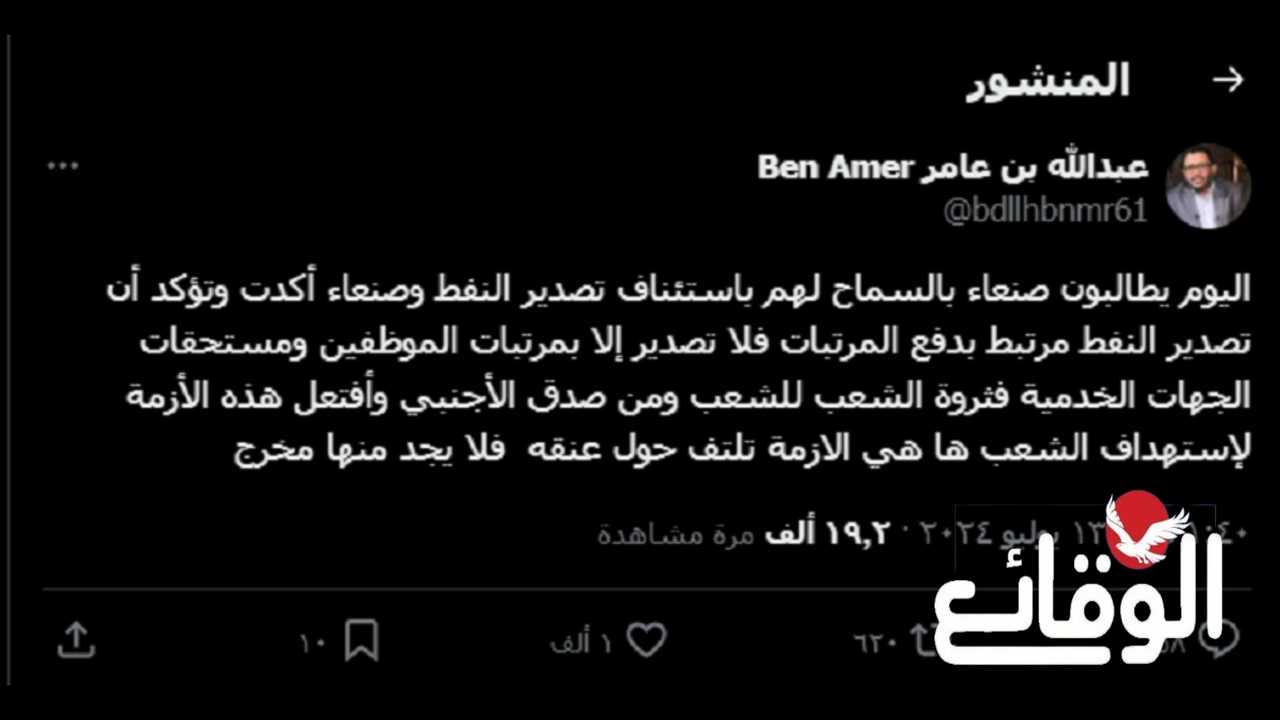 المنشور
عبدالله بن عامر Ben Amer
@bdllhbnmr61
اليوم يطالبون صنعاء بالسماح لهم باستئناف تصدير النفط وصنعاء أكدت وتؤكد أن
تصدير النفط مرتبط بدفع المرتبات فلا تصدير إلا بمرتبات الموظفين ومستحقات
الجهات الخدمية فثروة الشعب للشعب ومن صدق الأجنبي وأفتعل هذه الأزمة
لإستهداف الشعب ها هي الازمة تلتف حول عنقه فلا يجد منها مخرج
١:٤٠ ١٣ يوليو ٢٠٢٤ · ١٩,٢ ألف مرة مشاهدة
٦٢٠ ١ ألف ١٠
الوقائع